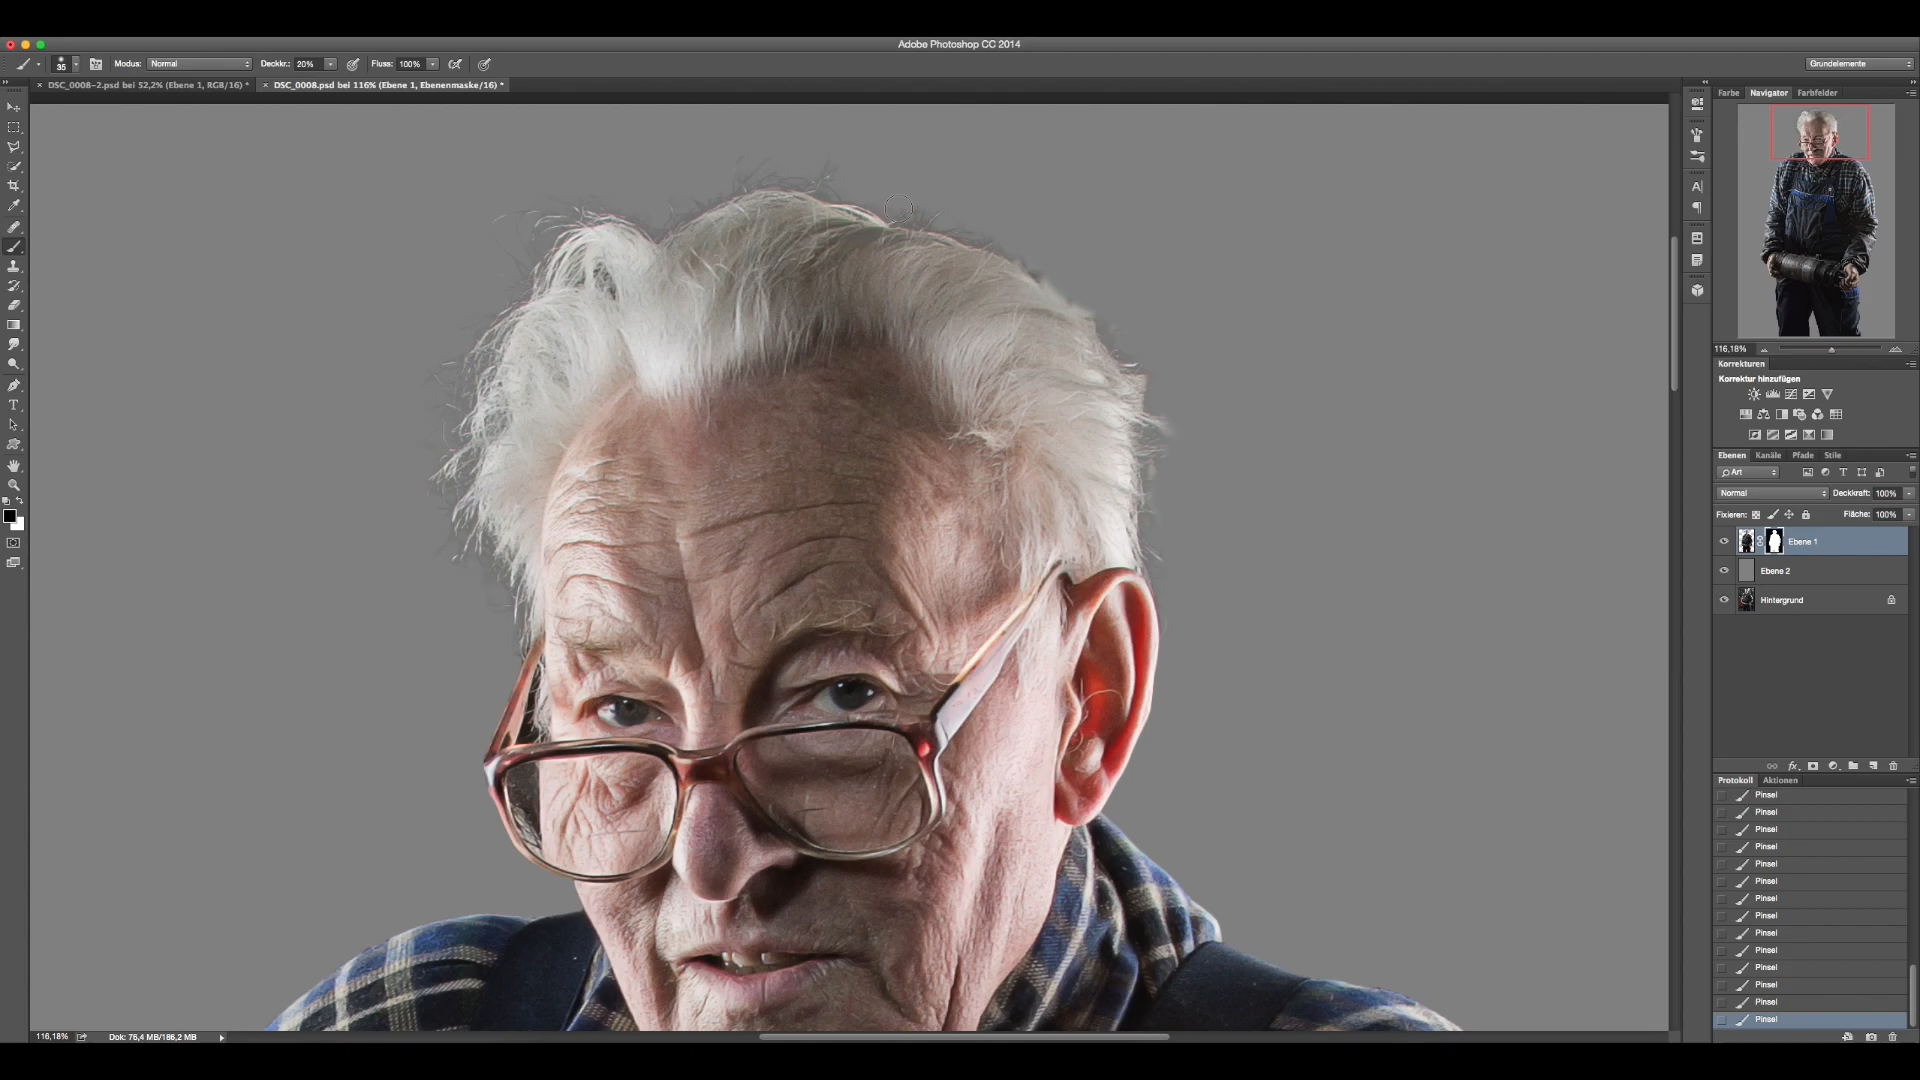 Adobe Photoshop CC 2014
35 Modus: Normal Deckkr.: 20% Fluss: 100% Grundelemente
× DSC_0008-2.psd bei 52,2% (Ebene 1, RGB/16) * × DSC_0008.psd bei 116% (Ebene 1, Ebenenmaske/16) *
Farbe Navigator Farbfelder
116,18%
Korrekturen
Korrektur hinzufügen
Ebenen Kanäle Pfade Stile
Art
Normal Deckkraft: 100%
Fixieren: Fläche: 100%
Ebene 1
Ebene 2
Hintergrund
fx
Protokoll Aktionen
Pinsel
Pinsel
Pinsel
Pinsel
Pinsel
Pinsel
Pinsel
Pinsel
Pinsel
Pinsel
Pinsel
Pinsel
Pinsel
Pinsel
116,18% Dok: 76,4 MB/186,2 MB